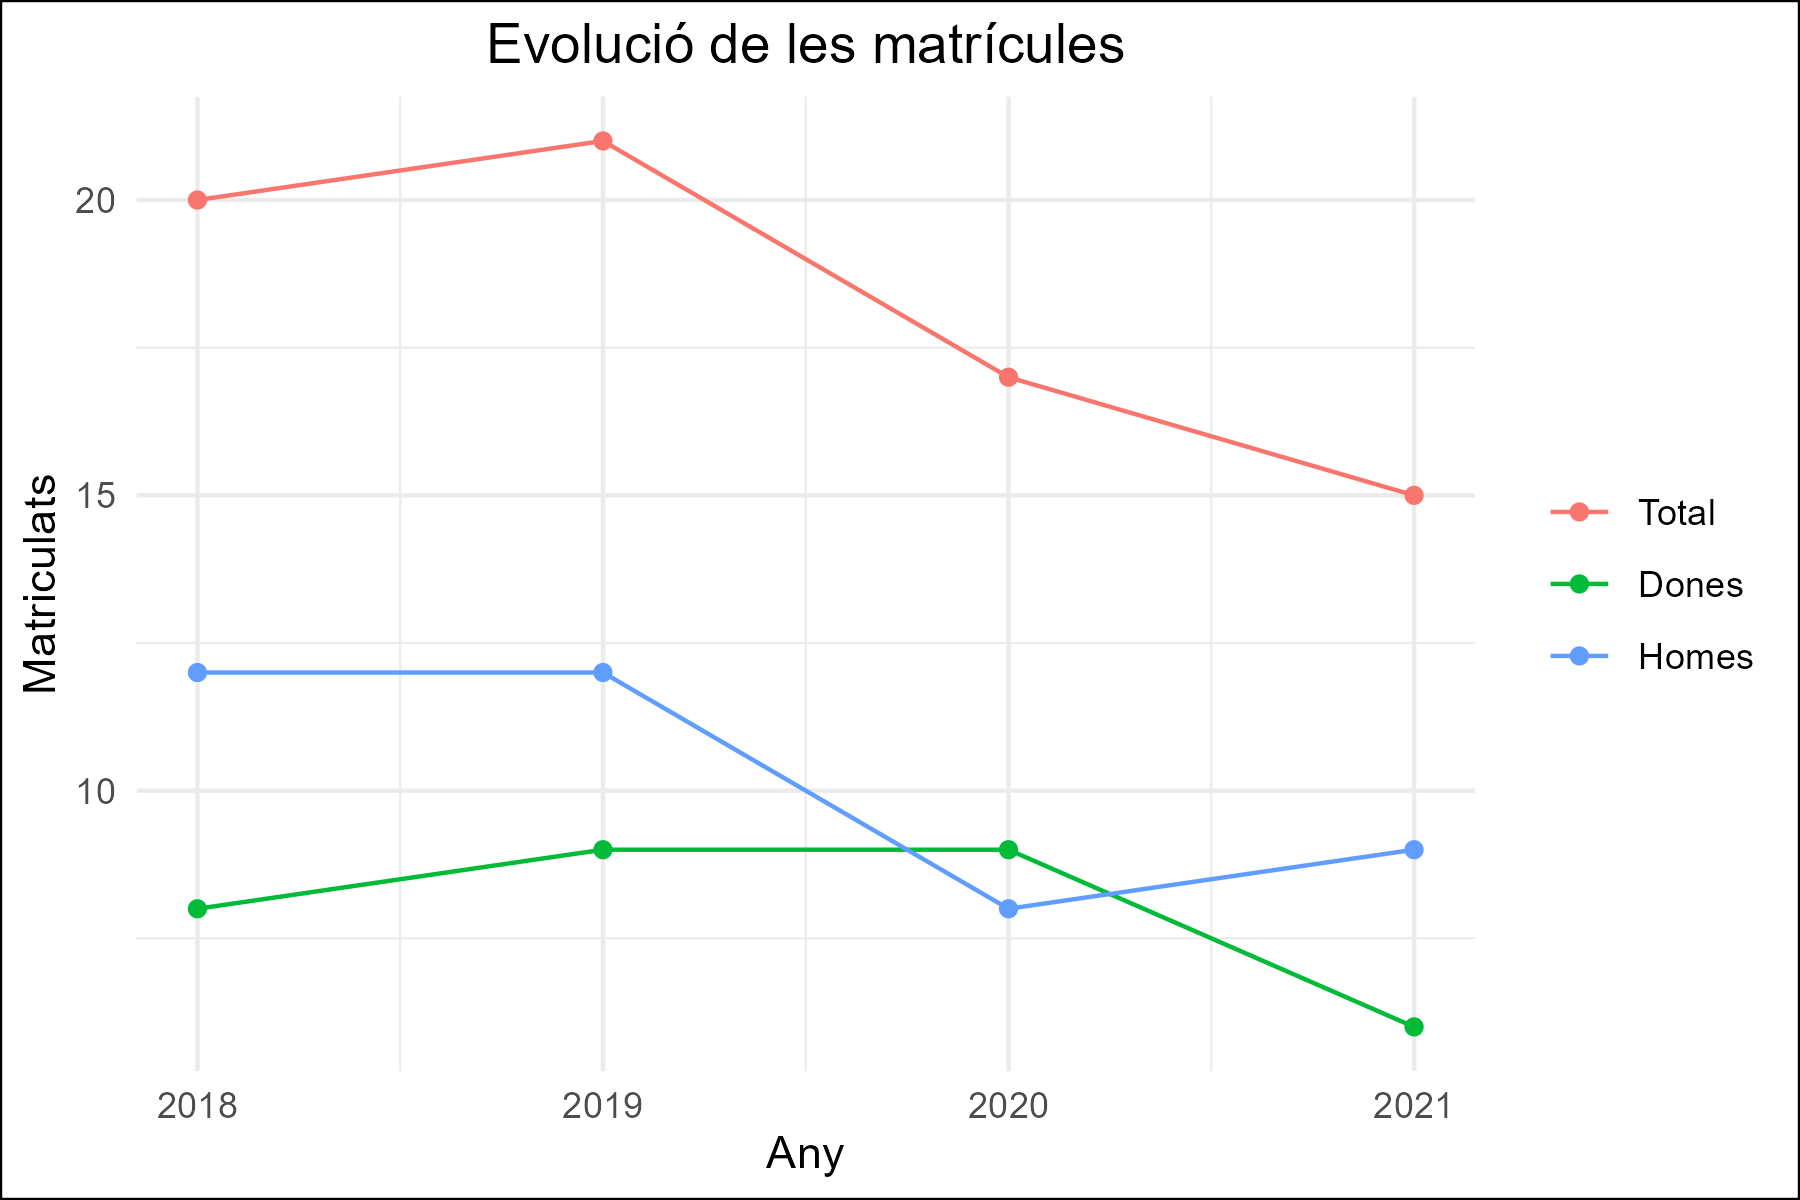 Evolució de les matrícules
Matriculats
20
15
10
2018
2019
2020
2021
Any
Total
Dones
Homes